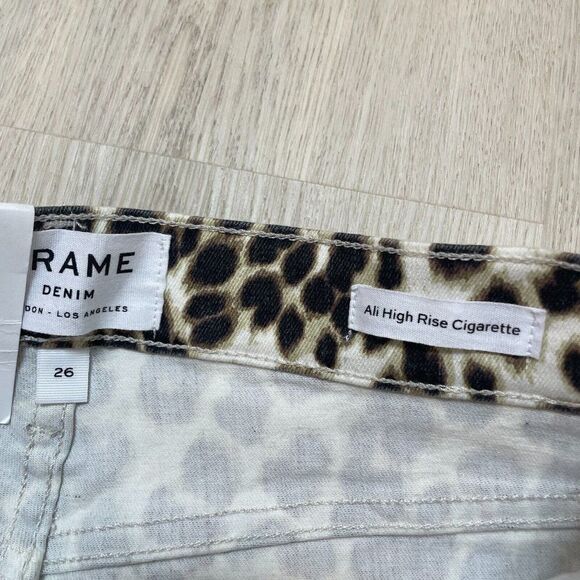 RAME
DENIM
DON - LOS ANGELES
26
Ali High Rise Cigarette